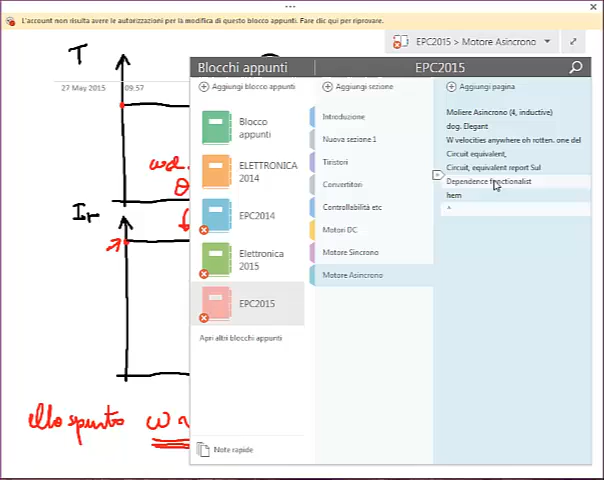 L'account non risulta avere le autorizzazioni per la modifica di questo blocco appunti. Fare clic qui per riprovare.
EPC2015 > Motore Asincrono
T
27 May 2015 09.57
Ir
ello spunto ω
Blocchi appunti
EPC2015
Aggiungi blocco appunti
Blocco
appunti
ELETTRONICA
2014
EPC2014
Elettronica
2015
EPC2015
Apri altri blocchi appunti
Note rapide
Aggiungi sezione
Introduzione
Nuova sezione 1
Tiristori
Convertitori
Controllabilità etc
Motori DC
Motore Sincrono
Motore Asincrono
Aggiungi pagina
Moliere Asincrono (4, inductive)
dog. Elegant
W velocities anywhere oh rotten. one del
Circuit equivalent,
Circuit, equivalent report Sul
Dependence functionalist
hem
^